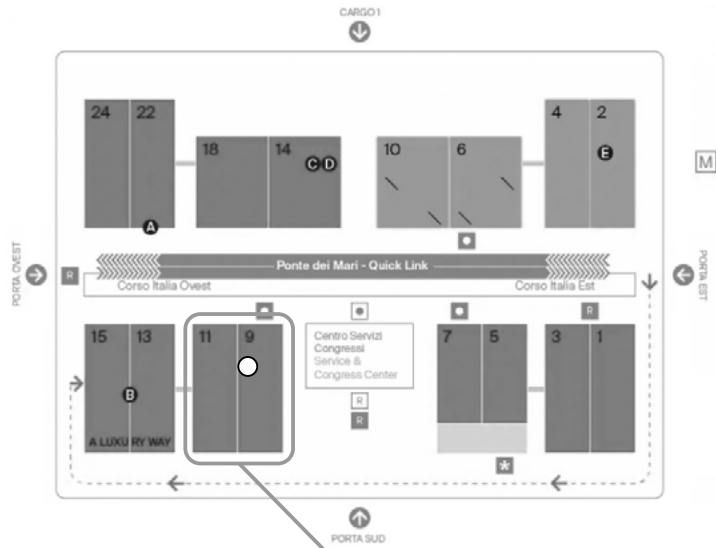 CARGO 1
24 22
18 14
C D
10 6
4 2
E
M
A
PORTA OVEST
R
Ponte dei Mari - Quick Link
Corso Italia Ovest
Corso Italia Est
PORTA EST
R
15 13
11 9
Centro Servizi
Congressi
Service &
Congress Center
7 5
3 1
B
R
R
A LUXURY WAY
*
PORTA SUD